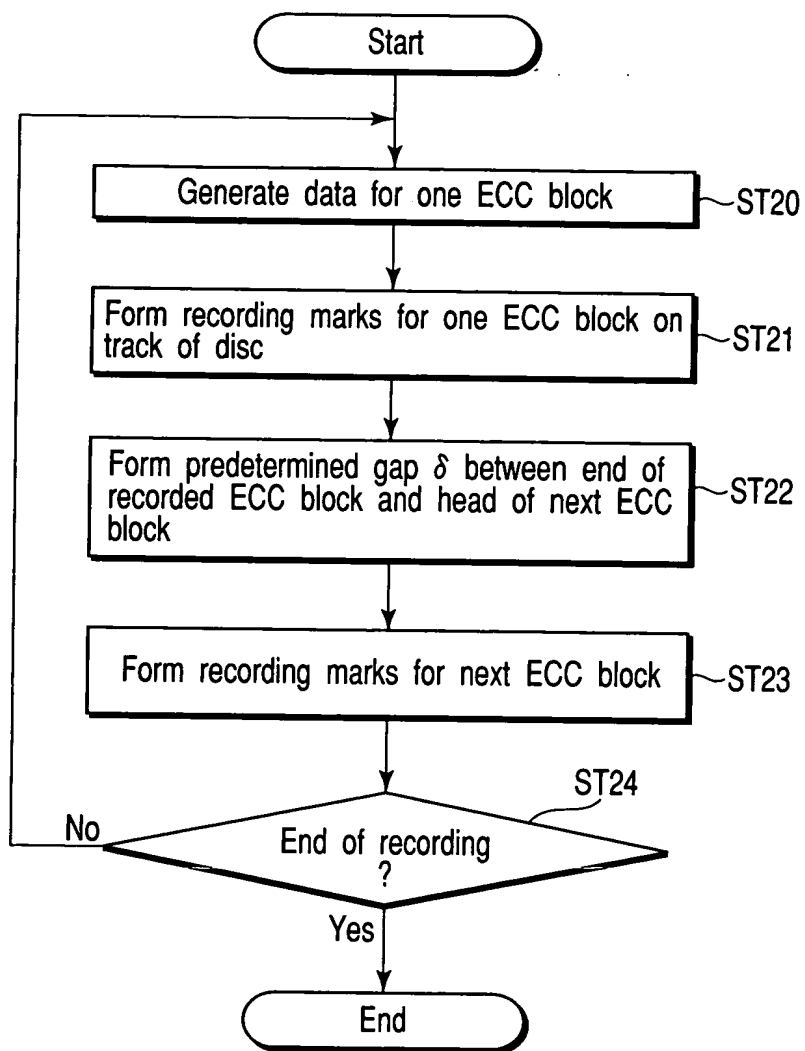 Start
Generate data for one ECC block
ST20
Form recording marks for one ECC block on
track of disc
ST21
Form predetermined gap δ between end of
recorded ECC block and head of next ECC
block
ST22
Form recording marks for next ECC block
ST23
ST24
No
End of recording
?
Yes
End